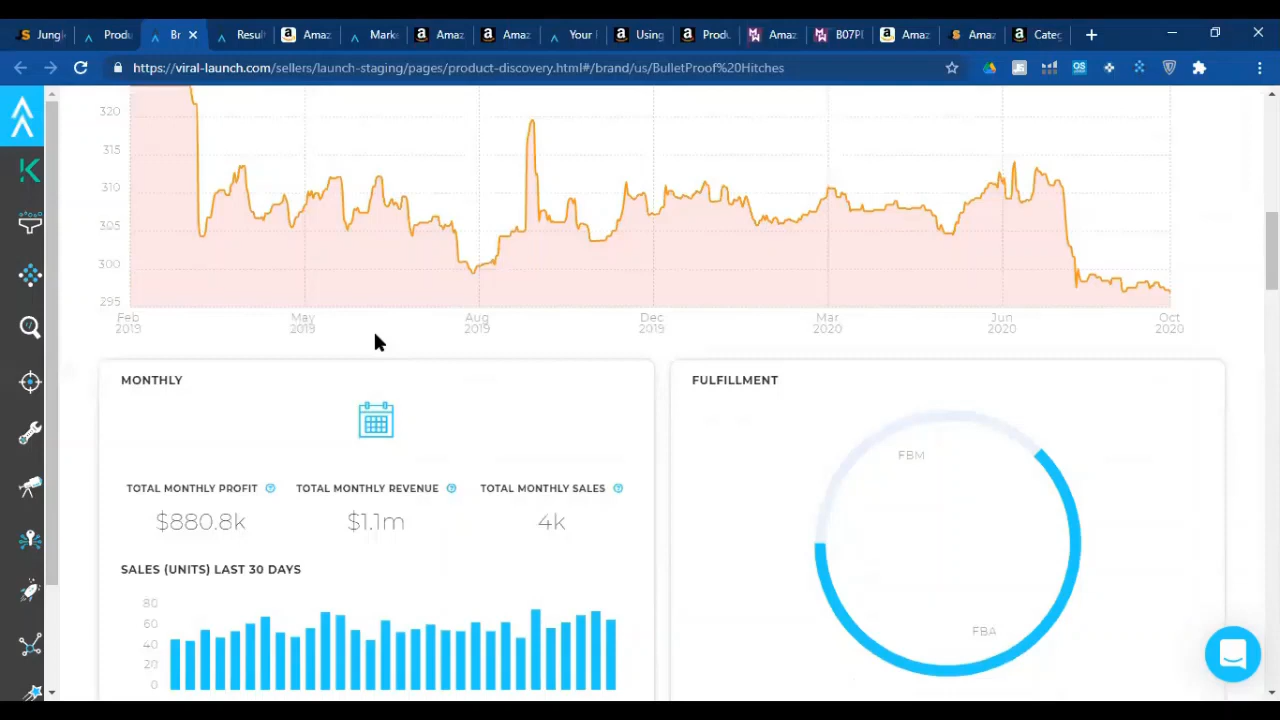 Jungl Produ Br Resul Amaz Mark Amaz Amaz Your I Using Produ Amaz B07PL Amaz Amaz Categ
https://viral-launch.com/sellers/launch-staging/pages/product-discovery.html#/brand/us/BulletProof%20Hitches
320
315
310
305
300
295
Feb 2019 May 2019 Aug 2019 Dec 2019 Mar 2020 Jun 2020 Oct 2020
MONTHLY
TOTAL MONTHLY PROFIT TOTAL MONTHLY REVENUE TOTAL MONTHLY SALES
$880.8k $1.1m 4k
SALES (UNITS) LAST 30 DAYS
80
60
40
20
0
FULFILLMENT
FBM
FBA